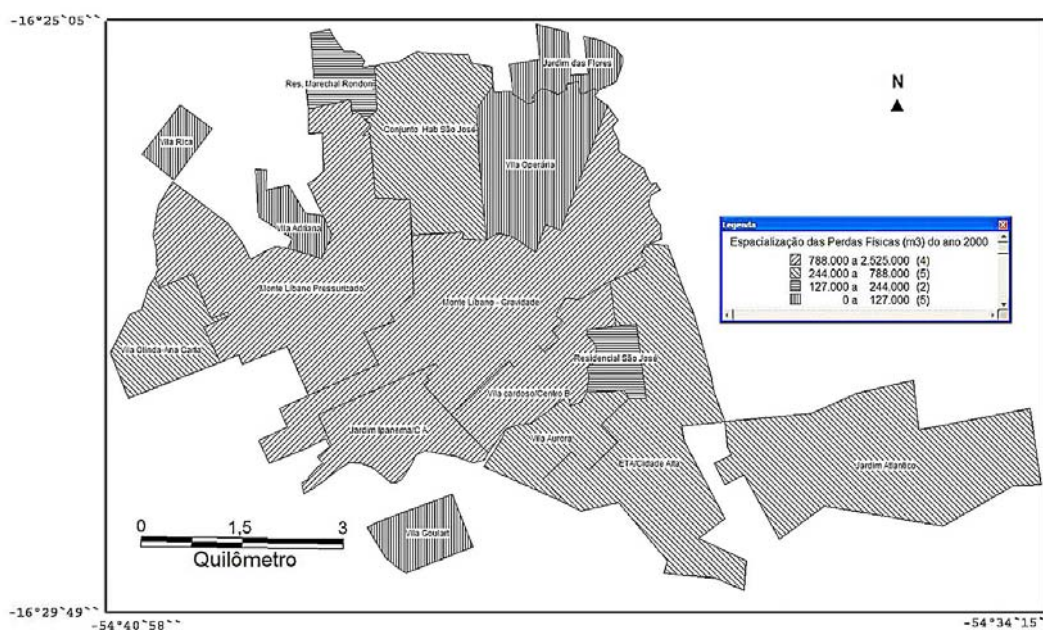 -16°25`05``
Jardim das Flores
N
Res. Marechal Rondon
Conjunto Hab São José
Vila Rica
Vila Operária
Vila Adriana
Legenda
Espacialização das Perdas Físicas (m3) do ano 2000
788.000 a 2.525.000 (4)
244.000 a 788.000 (5)
127.000 a 244.000 (2)
0 a 127.000 (5)
Monte Líbano Pressurizado
Monte Líbano - Gravidade
Vila Olinda-Ana Carla
Residencial São José
Vila cardoso/Centro B
Jardim Ipanema/C A
Vila Aurora
ETA/Cidade Alta
Jardim Atlantico
0 1,5 3
Quilômetro
Vila Goulart
-16°29`49``
-54°40`58``
-54°34`15``